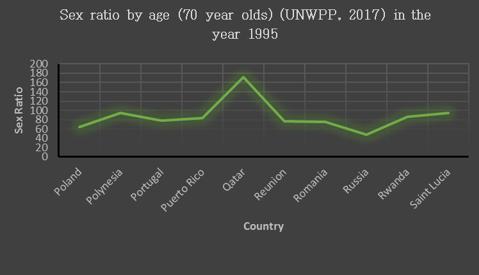 Sex ratio by age (70 year olds) (UNWPP, 2017) in the
year 1995
200
180
160
140
120
100
80
60
40
20
0
Sex Ratio
Poland
Polynesia
Portugal
Puerto Rico
Qatar
Reunion
Romania
Russia
Rwanda
Saint Lucia
Country